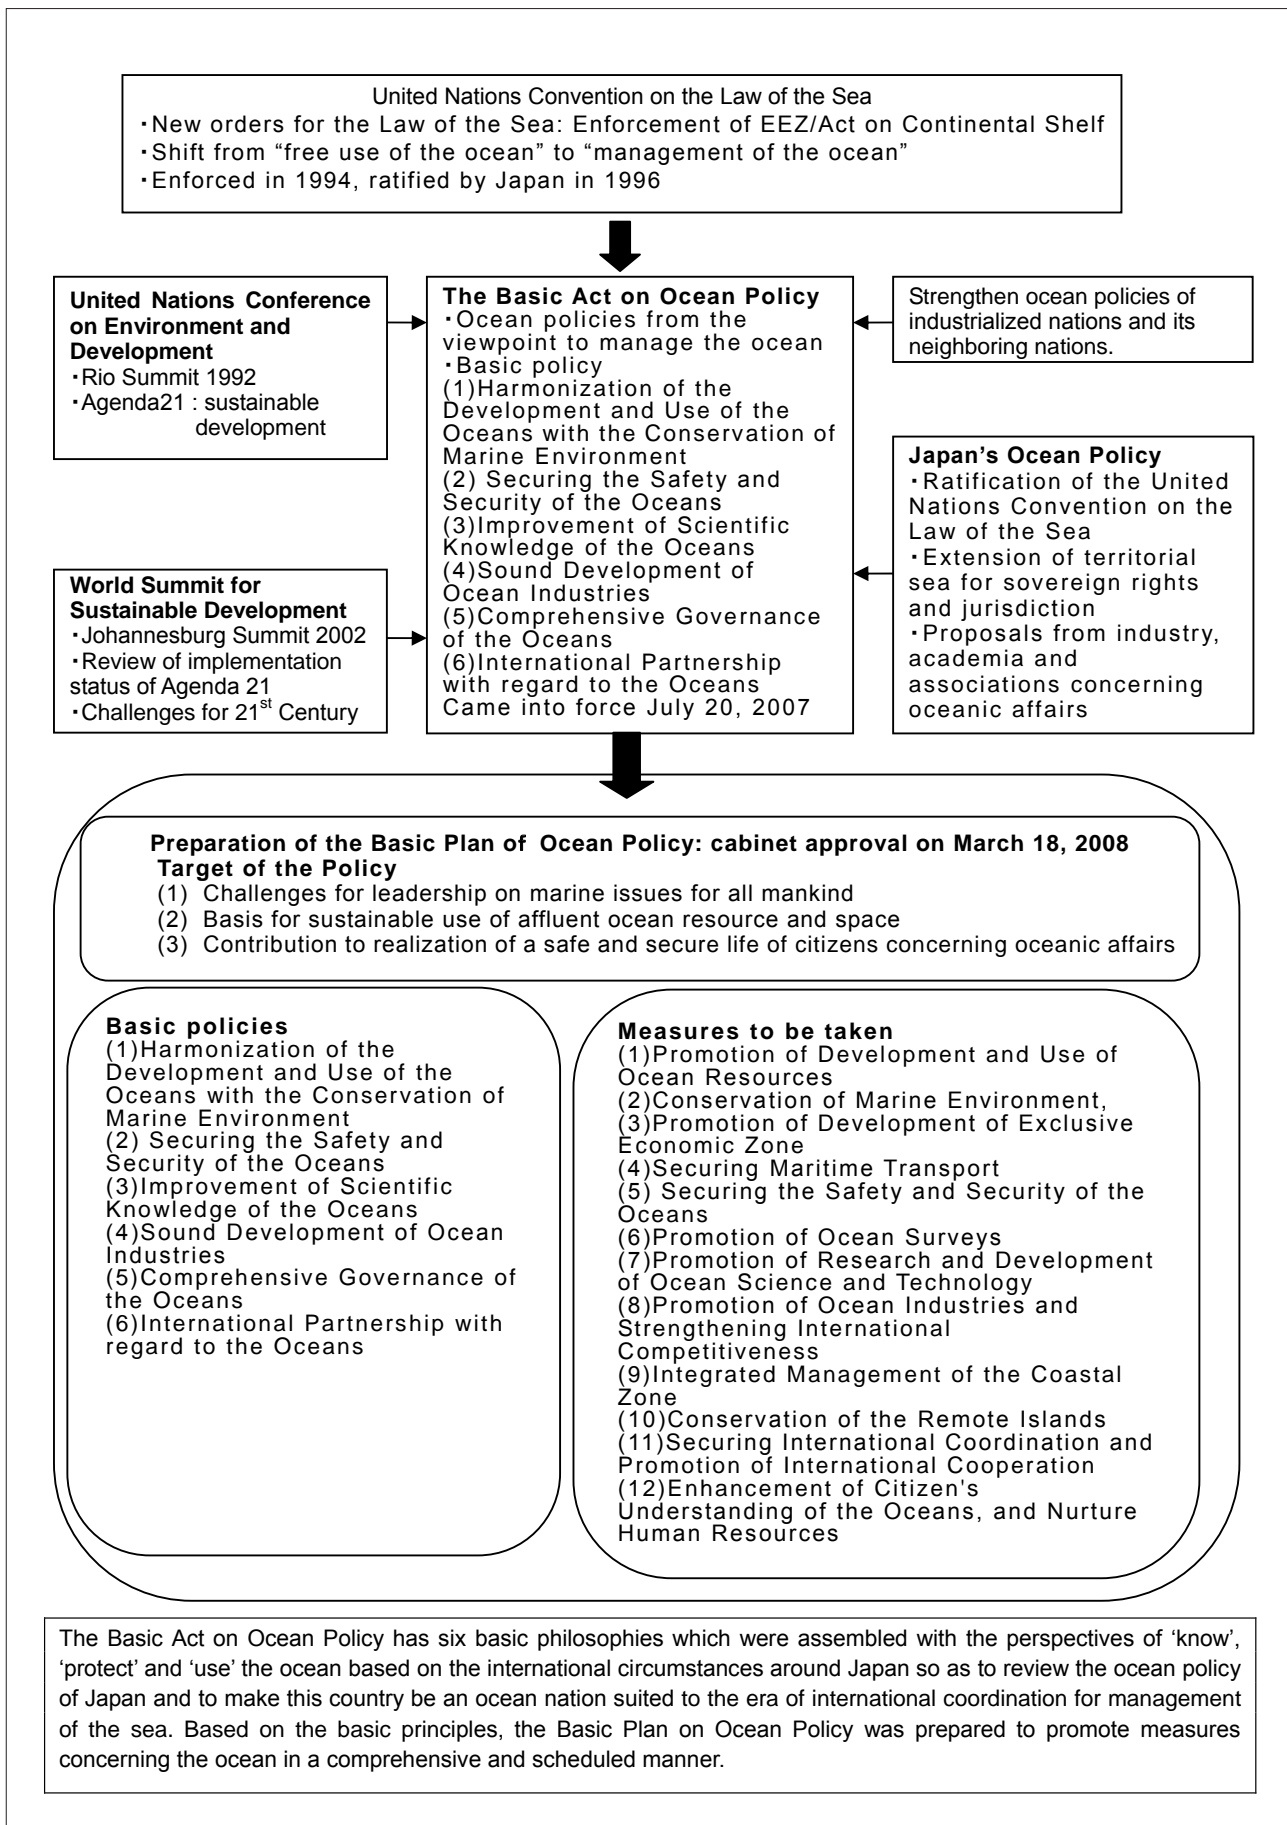 United Nations Convention on the Law of the Sea
・New orders for the Law of the Sea: Enforcement of EEZ/Act on Continental Shelf
・Shift from “free use of the ocean” to “management of the ocean”
・Enforced in 1994, ratified by Japan in 1996
United Nations Conference
on Environment and
Development
・Rio Summit 1992
・Agenda21 : sustainable
development
World Summit for
Sustainable Development
・Johannesburg Summit 2002
・Review of implementation
status of Agenda 21
・Challenges for 21st Century
The Basic Act on Ocean Policy
・Ocean policies from the
viewpoint to manage the ocean
・Basic policy
(1)Harmonization of the
Development and Use of the
Oceans with the Conservation of
Marine Environment
(2) Securing the Safety and
Security of the Oceans
(3)Improvement of Scientific
Knowledge of the Oceans
(4)Sound Development of
Ocean Industries
(5)Comprehensive Governance
of the Oceans
(6)International Partnership
with regard to the Oceans
Came into force July 20, 2007
Strengthen ocean policies of
industrialized nations and its
neighboring nations.
Japan’s Ocean Policy
・Ratification of the United
Nations Convention on the
Law of the Sea
・Extension of territorial
sea for sovereign rights
and jurisdiction
・Proposals from industry,
academia and
associations concerning
oceanic affairs
Preparation of the Basic Plan of Ocean Policy: cabinet approval on March 18, 2008
Target of the Policy
(1) Challenges for leadership on marine issues for all mankind
(2) Basis for sustainable use of affluent ocean resource and space
(3) Contribution to realization of a safe and secure life of citizens concerning oceanic affairs
Basic policies
(1)Harmonization of the
Development and Use of the
Oceans with the Conservation of
Marine Environment
(2) Securing the Safety and
Security of the Oceans
(3)Improvement of Scientific
Knowledge of the Oceans
(4)Sound Development of Ocean
Industries
(5)Comprehensive Governance of
the Oceans
(6)International Partnership with
regard to the Oceans
Measures to be taken
(1)Promotion of Development and Use of
Ocean Resources
(2)Conservation of Marine Environment,
(3)Promotion of Development of Exclusive
Economic Zone
(4)Securing Maritime Transport
(5) Securing the Safety and Security of the
Oceans
(6)Promotion of Ocean Surveys
(7)Promotion of Research and Development
of Ocean Science and Technology
(8)Promotion of Ocean Industries and
Strengthening International
Competitiveness
(9)Integrated Management of the Coastal
Zone
(10)Conservation of the Remote Islands
(11)Securing International Coordination and
Promotion of International Cooperation
(12)Enhancement of Citizen's
Understanding of the Oceans, and Nurture
Human Resources
The Basic Act on Ocean Policy has six basic philosophies which were assembled with the perspectives of ‘know’,
‘protect’ and ‘use’ the ocean based on the international circumstances around Japan so as to review the ocean policy
of Japan and to make this country be an ocean nation suited to the era of international coordination for management
of the sea. Based on the basic principles, the Basic Plan on Ocean Policy was prepared to promote measures
concerning the ocean in a comprehensive and scheduled manner.